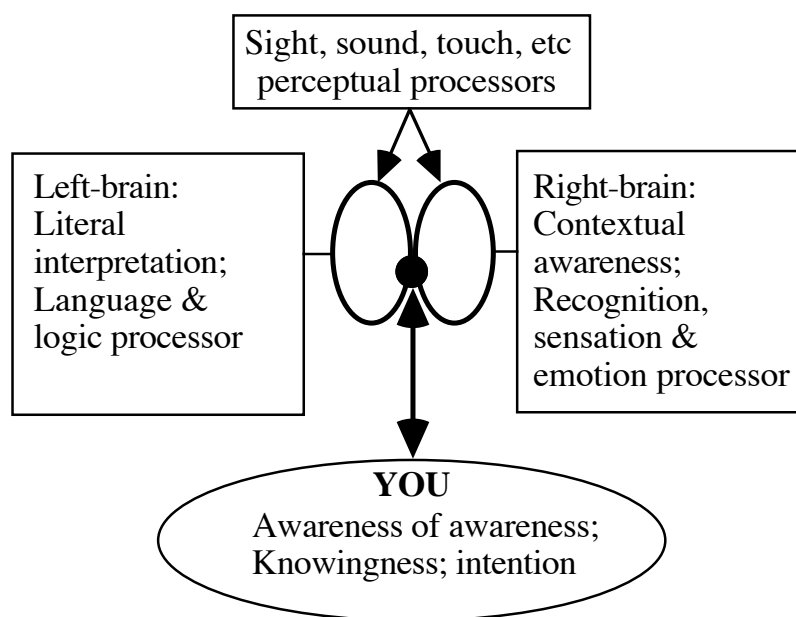 Sight, sound, touch, etc
perceptual processors
Left-brain:
Literal
interpretation;
Language &
logic processor
Right-brain:
Contextual
awareness;
Recognition,
sensation &
emotion processor
YOU
Awareness of awareness;
Knowingness; intention